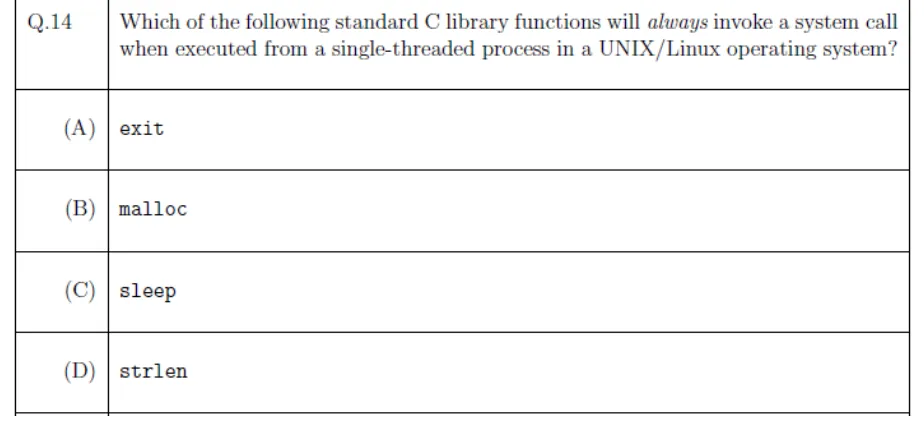 Q.14 Which of the following standard C library functions will always invoke a system call
when executed from a single-threaded process in a UNIX/Linux operating system?
(A) exit
(B) malloc
(C) sleep
(D) strlen